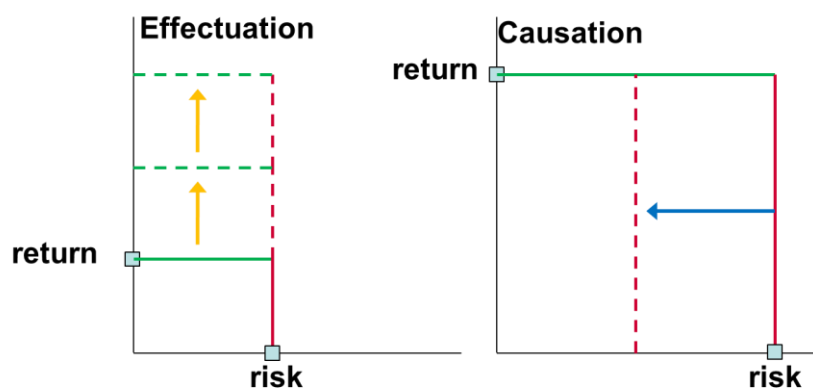 Effectuation
return
risk
Causation
return
risk